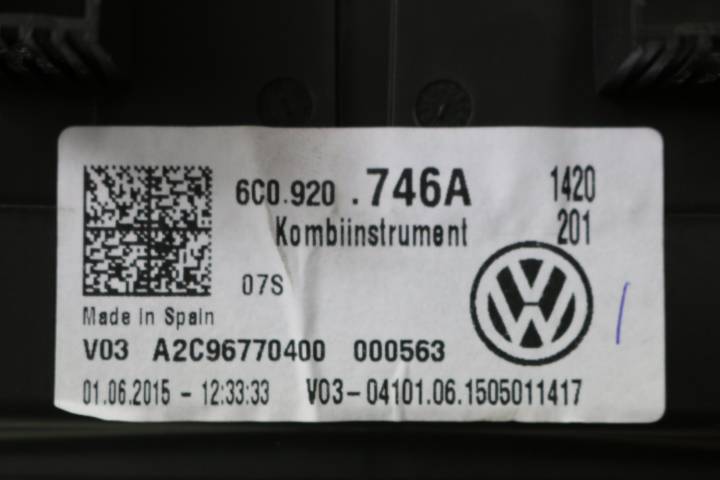 6C0.920 .746A 1420
Kombiinstrument 201
07S
Made in Spain
V03 A2C96770400 000563
01.06.2015 - 12:33:33 V03-04101.06.1505011417